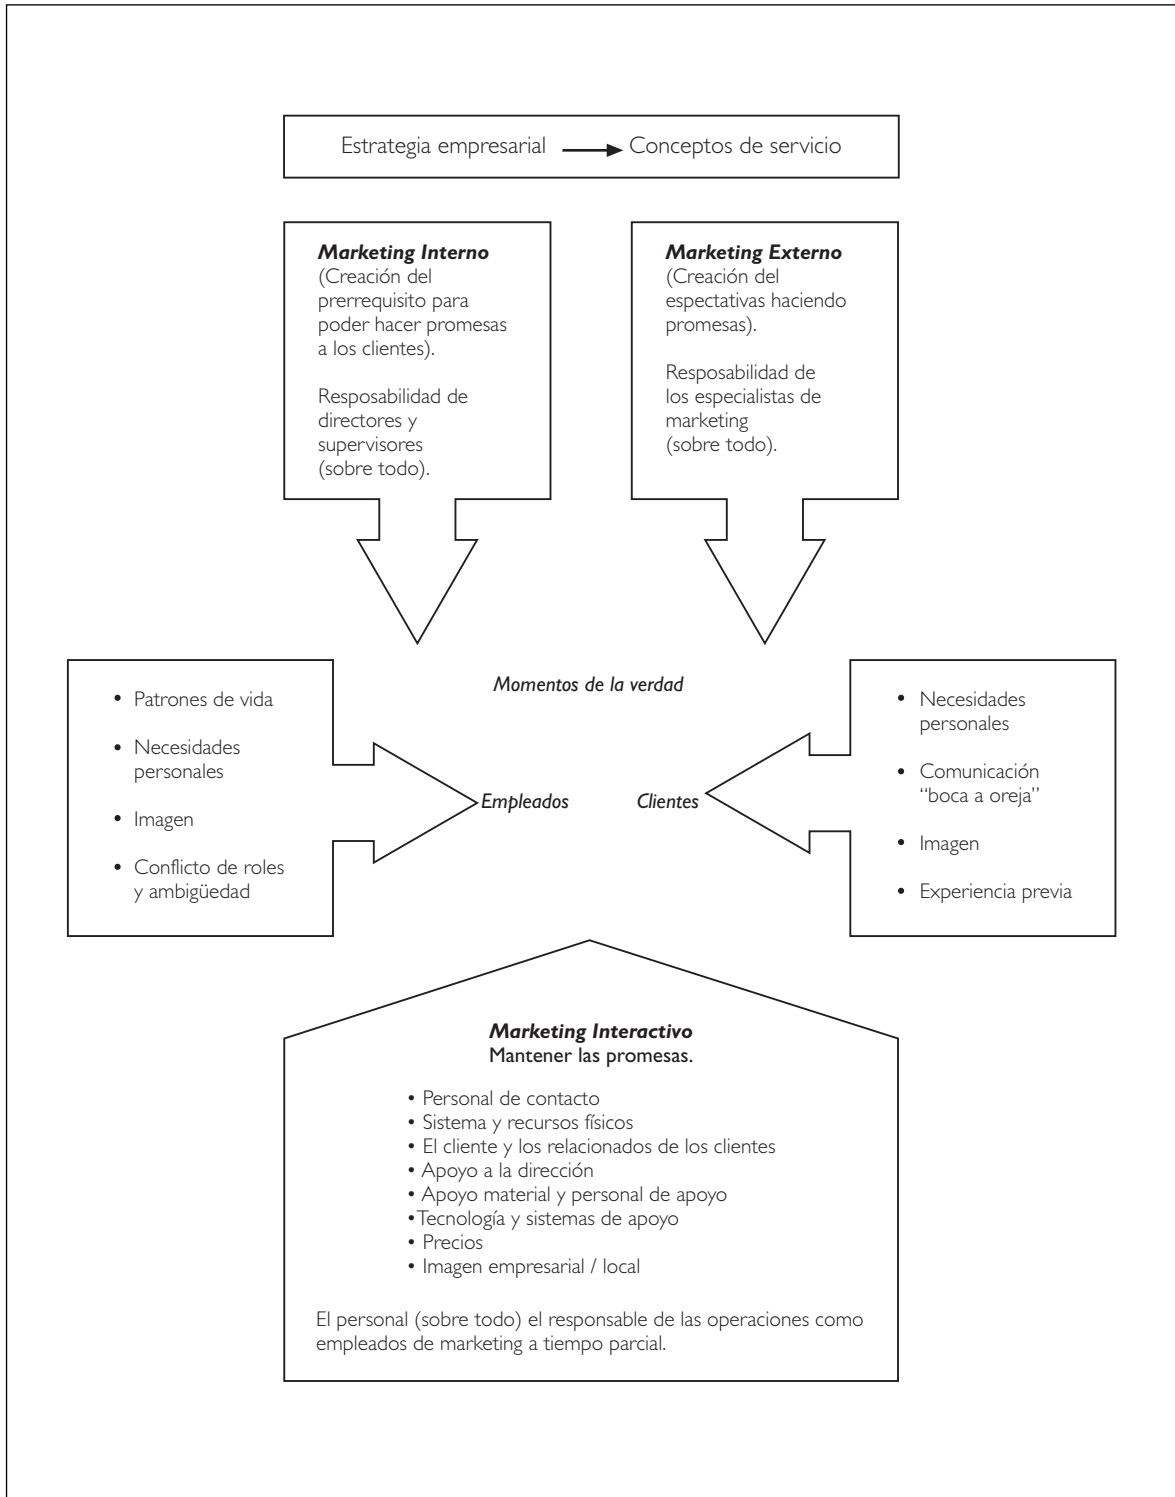 Estrategia empresarial → Conceptos de servicio
Marketing Interno
(Creación del
prerrequisito para
poder hacer promesas
a los clientes).
Resposabilidad de
directores y
supervisores
(sobre todo).
Marketing Externo
(Creación del
espectativas haciendo
promesas).
Resposabilidad de
los especialistas de
marketing
(sobre todo).
Momentos de la verdad
• Patrones de vida
• Necesidades
personales
• Imagen
• Conflicto de roles
y ambigüedad
Empleados
Clientes
• Necesidades
personales
• Comunicación
“boca a oreja”
• Imagen
• Experiencia previa
Marketing Interactivo
Mantener las promesas.
• Personal de contacto
• Sistema y recursos físicos
• El cliente y los relacionados de los clientes
• Apoyo a la dirección
• Apoyo material y personal de apoyo
•Tecnología y sistemas de apoyo
• Precios
• Imagen empresarial / local
El personal (sobre todo) el responsable de las operaciones como
empleados de marketing a tiempo parcial.